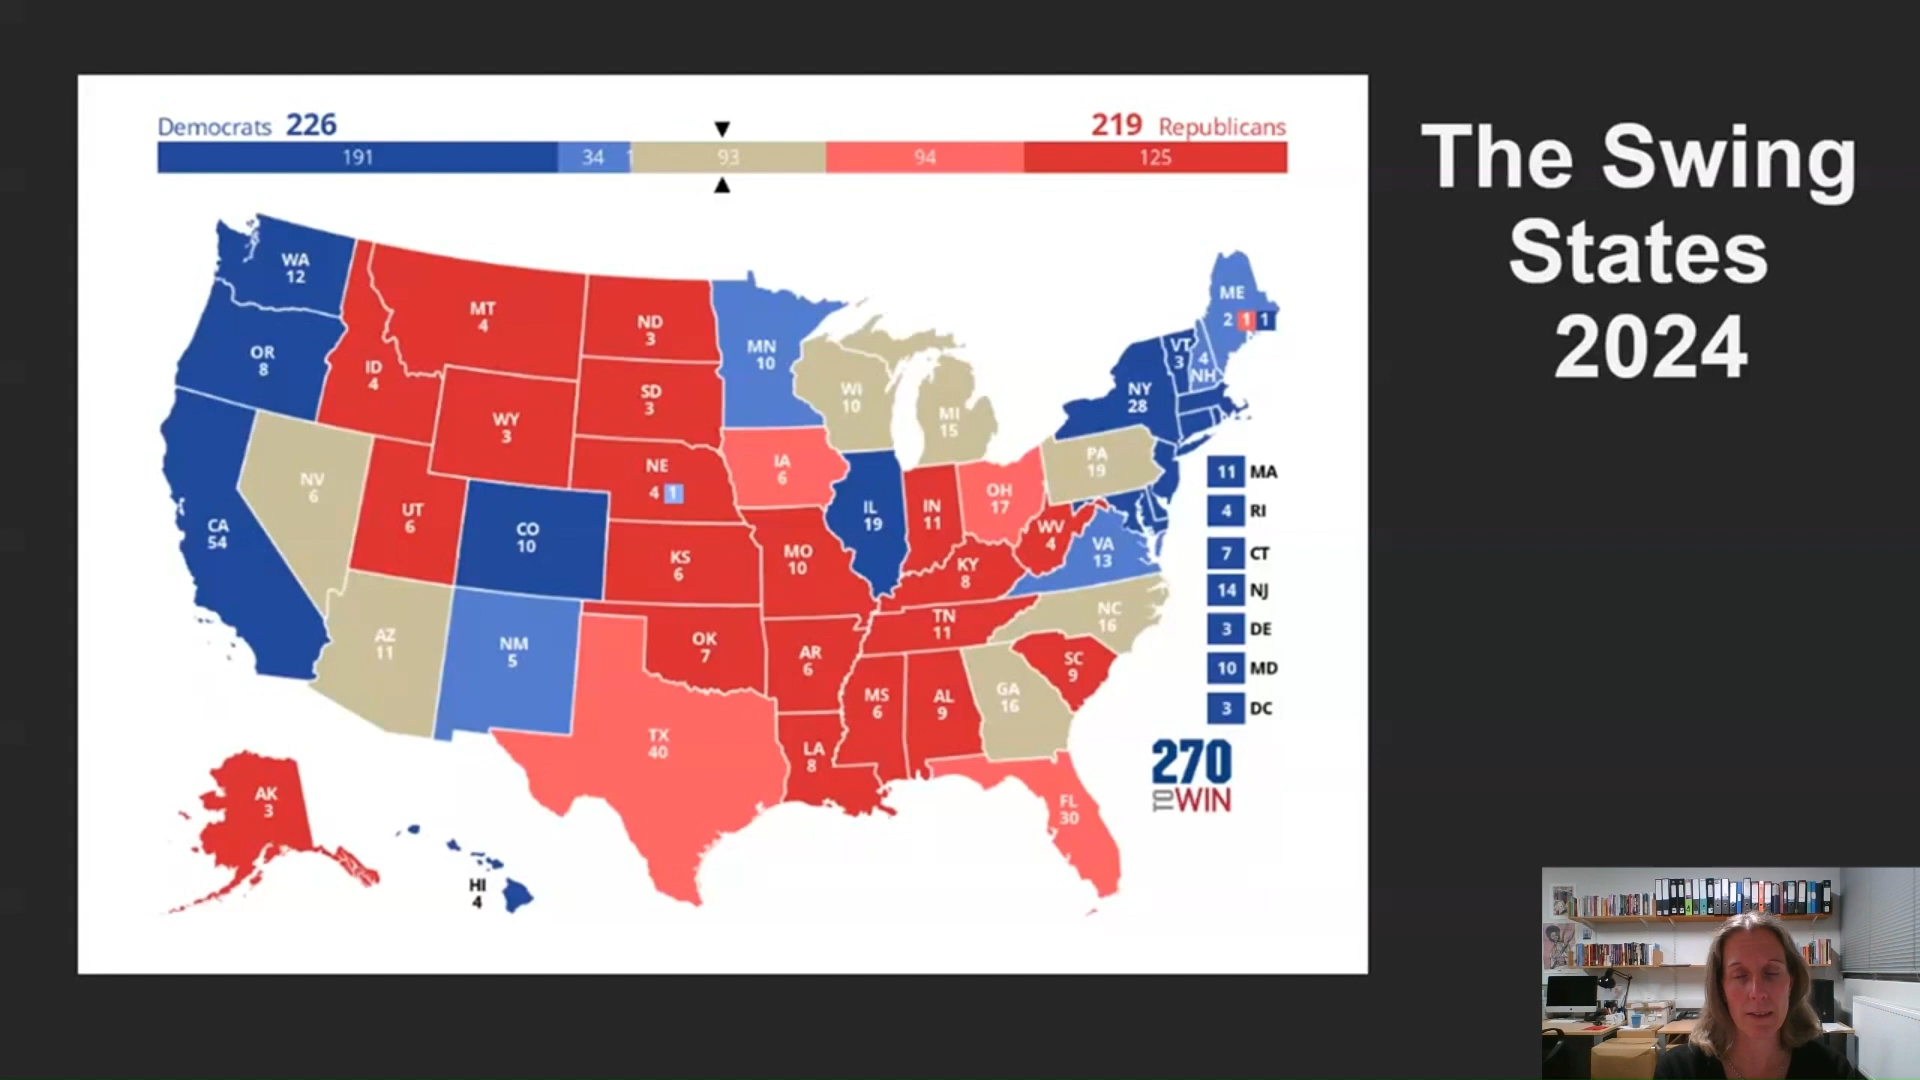 Democrats 226
219 Republicans
191
34
1
93
94
125
The Swing
States
2024
WA
12
OR
8
CA
54
NV
6
ID
4
MT
4
WY
3
UT
6
AZ
11
CO
10
NM
5
ND
3
SD
3
NE
4 1
KS
6
OK
7
TX
40
MN
10
IA
6
MO
10
AR
6
LA
8
WI
10
IL
19
MI
15
IN
11
OH
17
KY
8
TN
11
MS
6
AL
9
GA
16
FL
30
SC
9
NC
16
VA
13
WV
4
PA
19
NY
28
VT
3
4
NH
ME
2 1 1
11 MA
4 RI
7 CT
14 NJ
3 DE
10 MD
3 DC
AK
3
HI
4
270
TO WIN